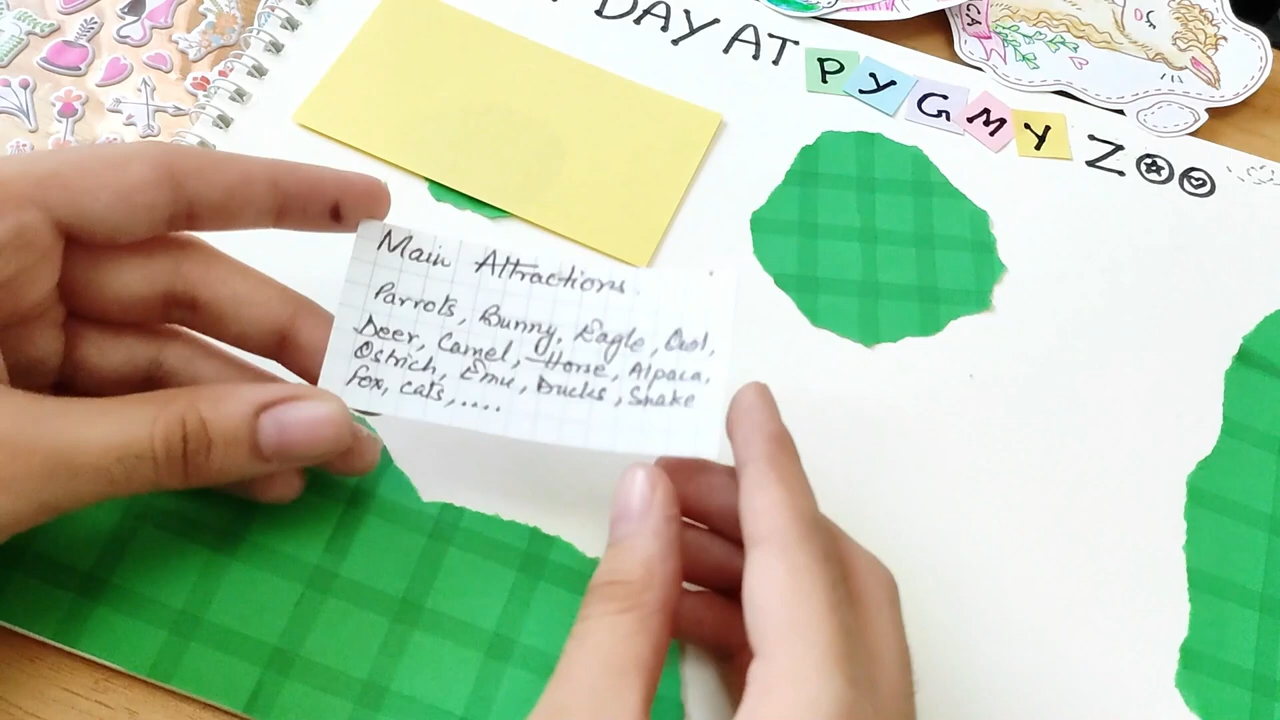 DAY AT PYGMY ZOO
CA
Main Attractions.
Parrots, Bunny, Eagle, Owl,
Deer, Camel, Horse, Alpaca,
Ostrich, Emu, Ducks, Snake
Fox, Cats,....